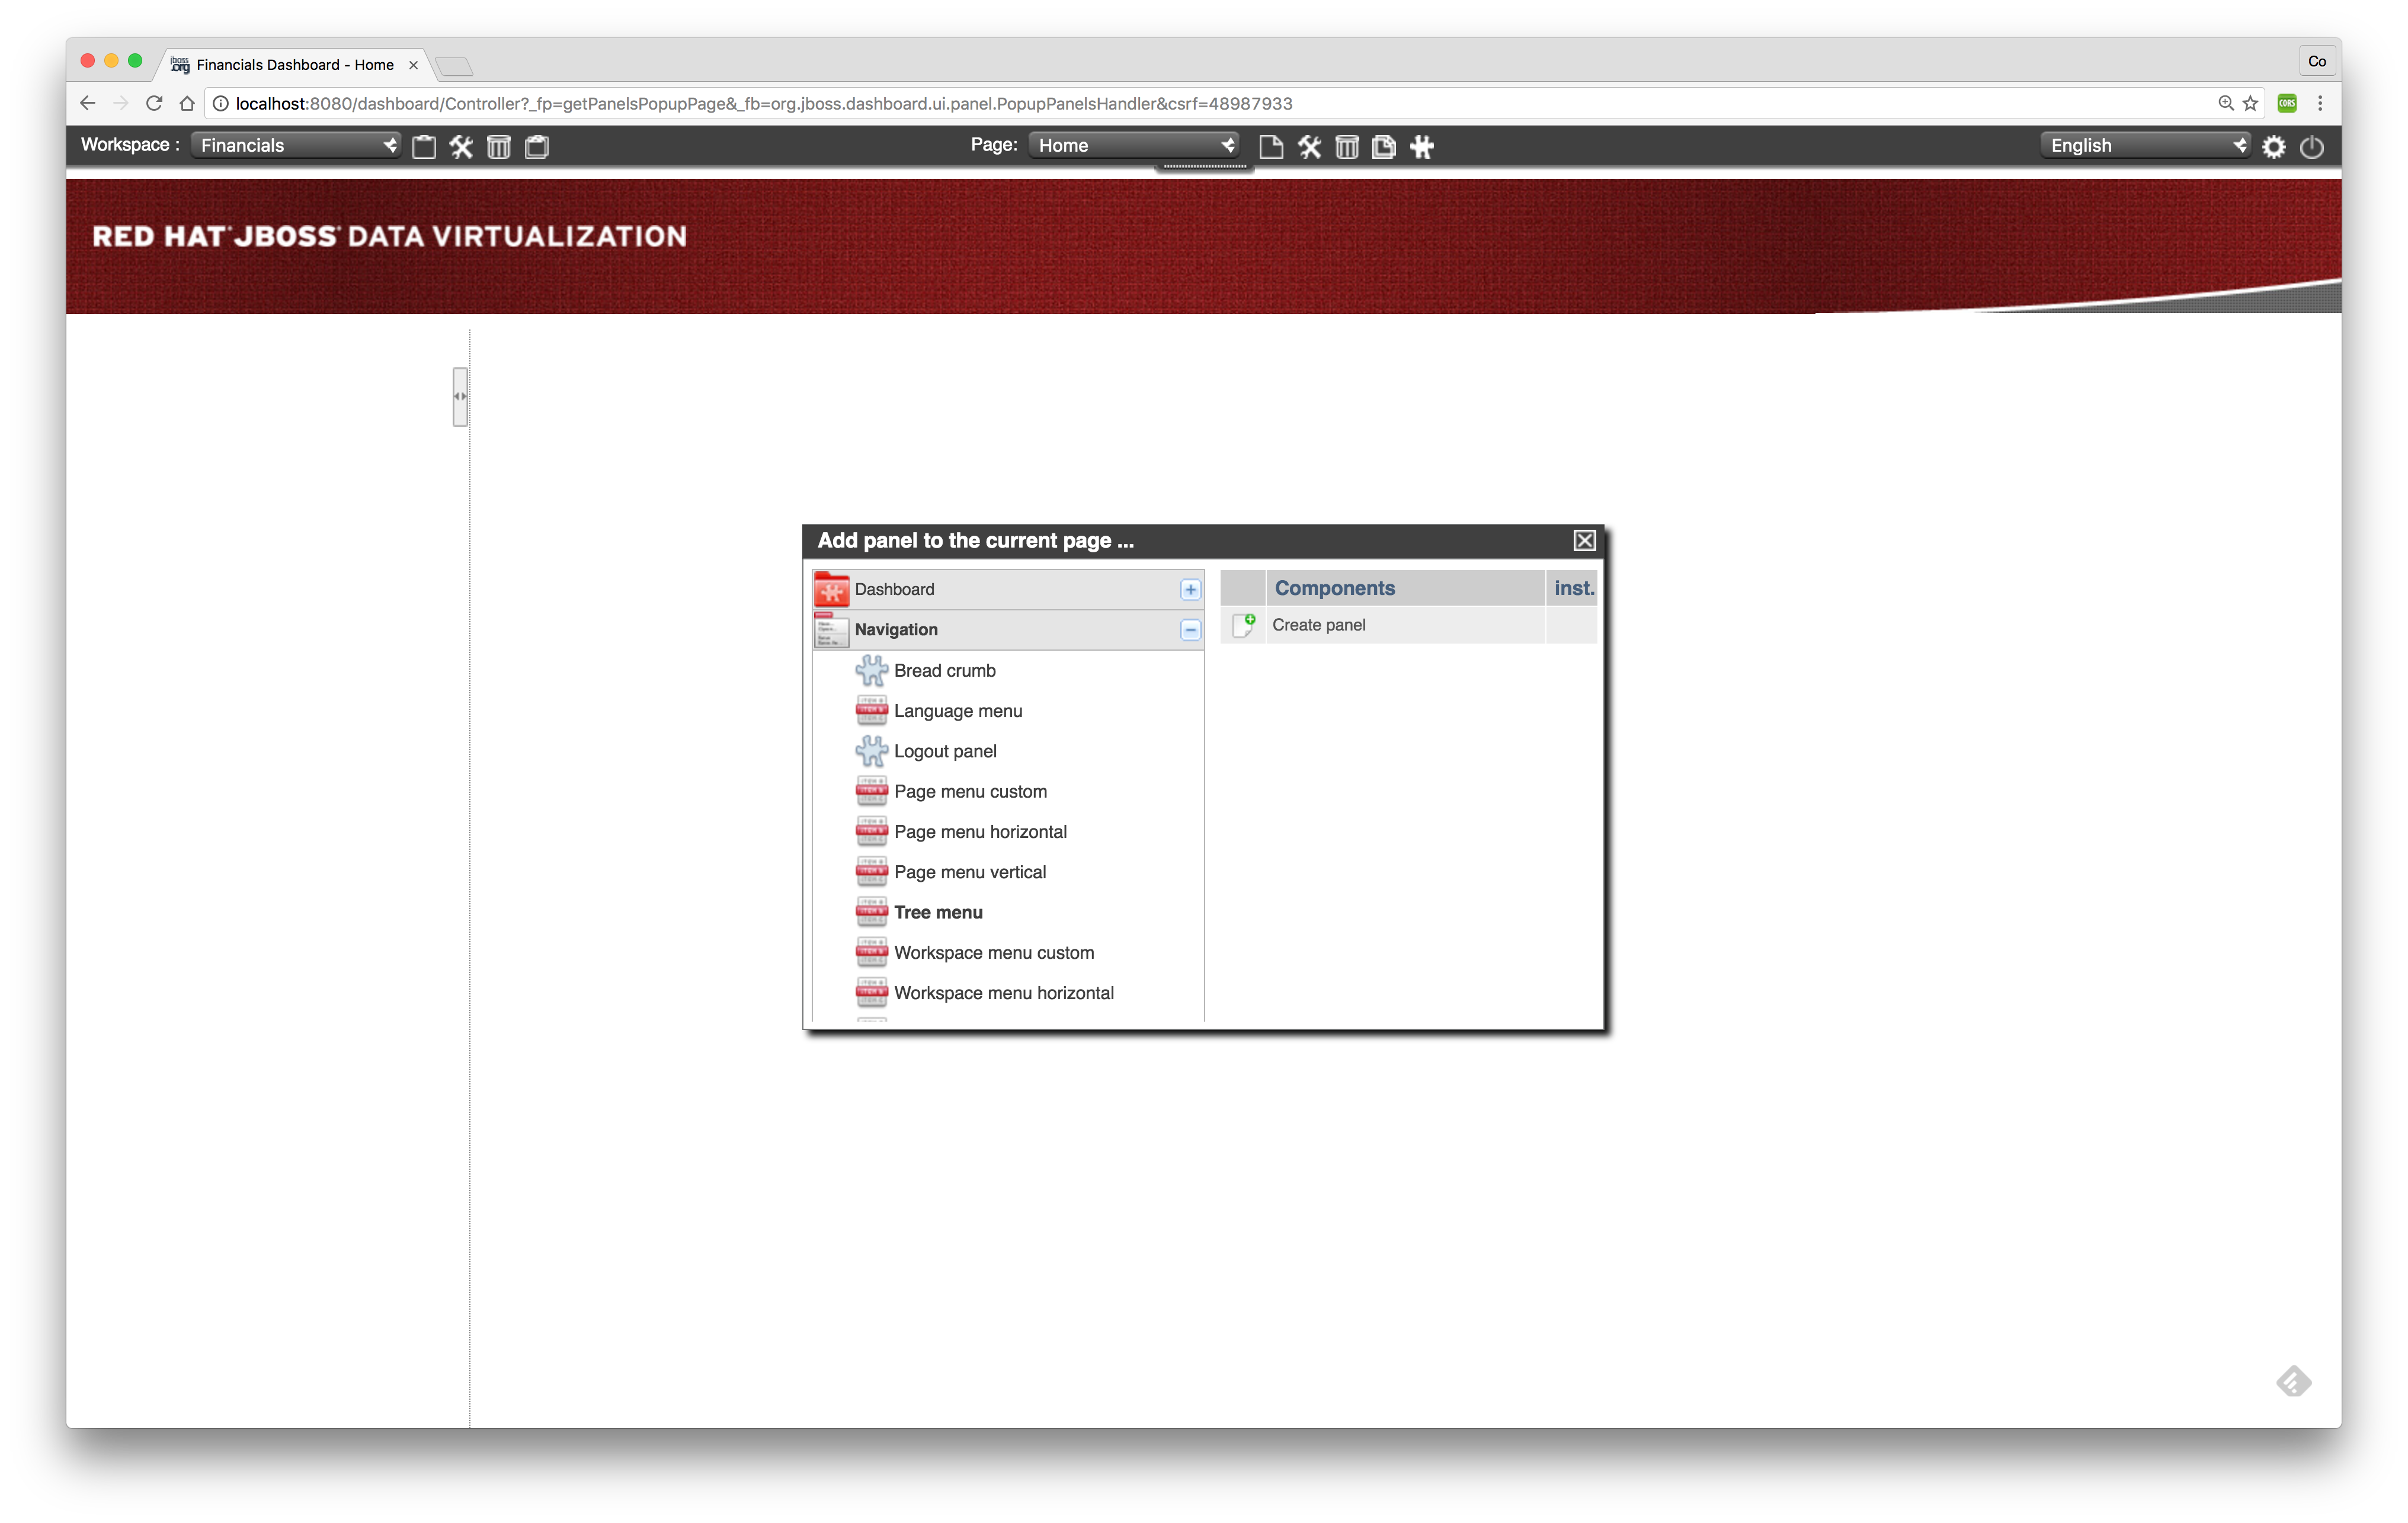 jboss .org Financials Dashboard - Home
Co
localhost:8080/dashboard/Controller?_fp=getPanelsPopupPage&_fb=org.jboss.dashboard.ui.panel.PopupPanelsHandler&csrf=48987933
CORS
Workspace : Financials Page: Home English
RED HAT JBOSS DATA VIRTUALIZATION
Add panel to the current page ...
Dashboard
Components inst.
Create panel
Navigation
Bread crumb
Language menu
Logout panel
Page menu custom
Page menu horizontal
Page menu vertical
Tree menu
Workspace menu custom
Workspace menu horizontal